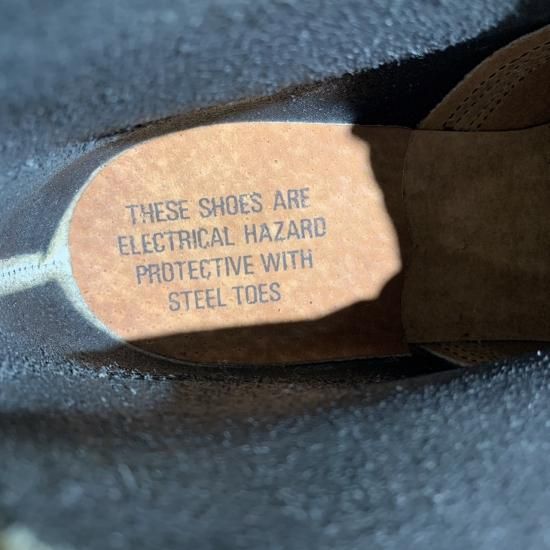 THESE SHOES ARE
ELECTRICAL HAZARD
PROTECTIVE WITH
STEEL TOES